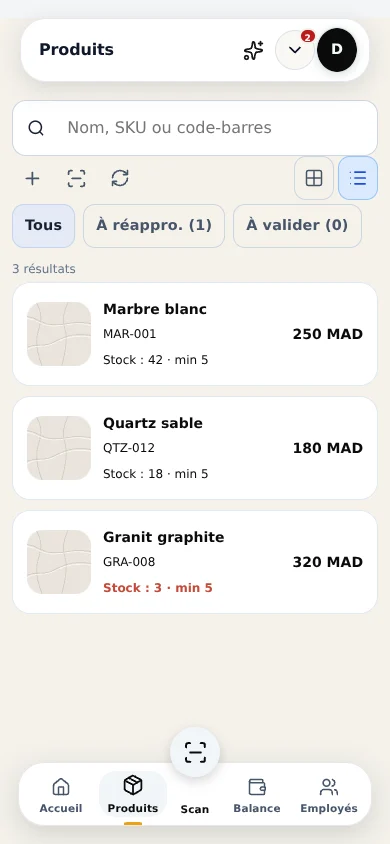 Produits
2
D
Nom, SKU ou code-barres
Tous
À réappro. (1)
À valider (0)
3 résultats
Marbre blanc
MAR-001
250 MAD
Stock : 42 · min 5
Quartz sable
QTZ-012
180 MAD
Stock : 18 · min 5
Granit graphite
GRA-008
320 MAD
Stock : 3 · min 5
Accueil
Produits
Scan
Balance
Employés